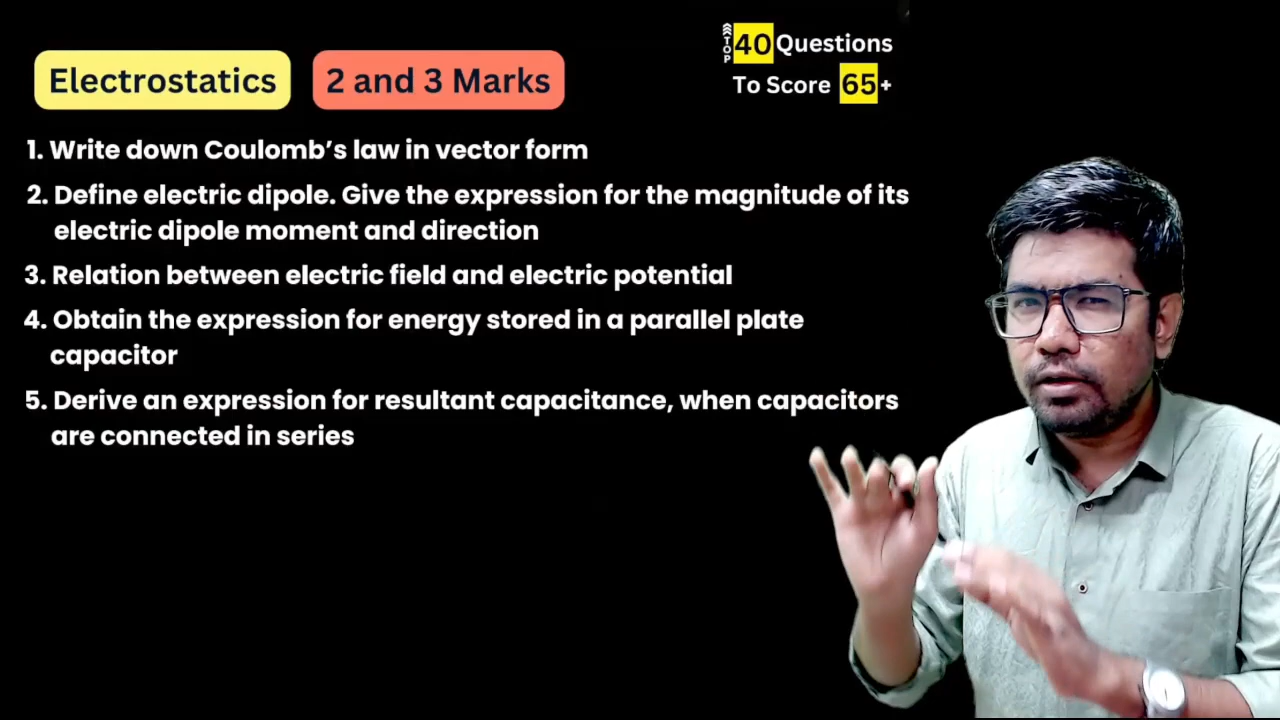 TOP 40 Questions
To Score 65+
Electrostatics 2 and 3 Marks
1. Write down Coulomb’s law in vector form
2. Define electric dipole. Give the expression for the magnitude of its
electric dipole moment and direction
3. Relation between electric field and electric potential
4. Obtain the expression for energy stored in a parallel plate
capacitor
5. Derive an expression for resultant capacitance, when capacitors
are connected in series